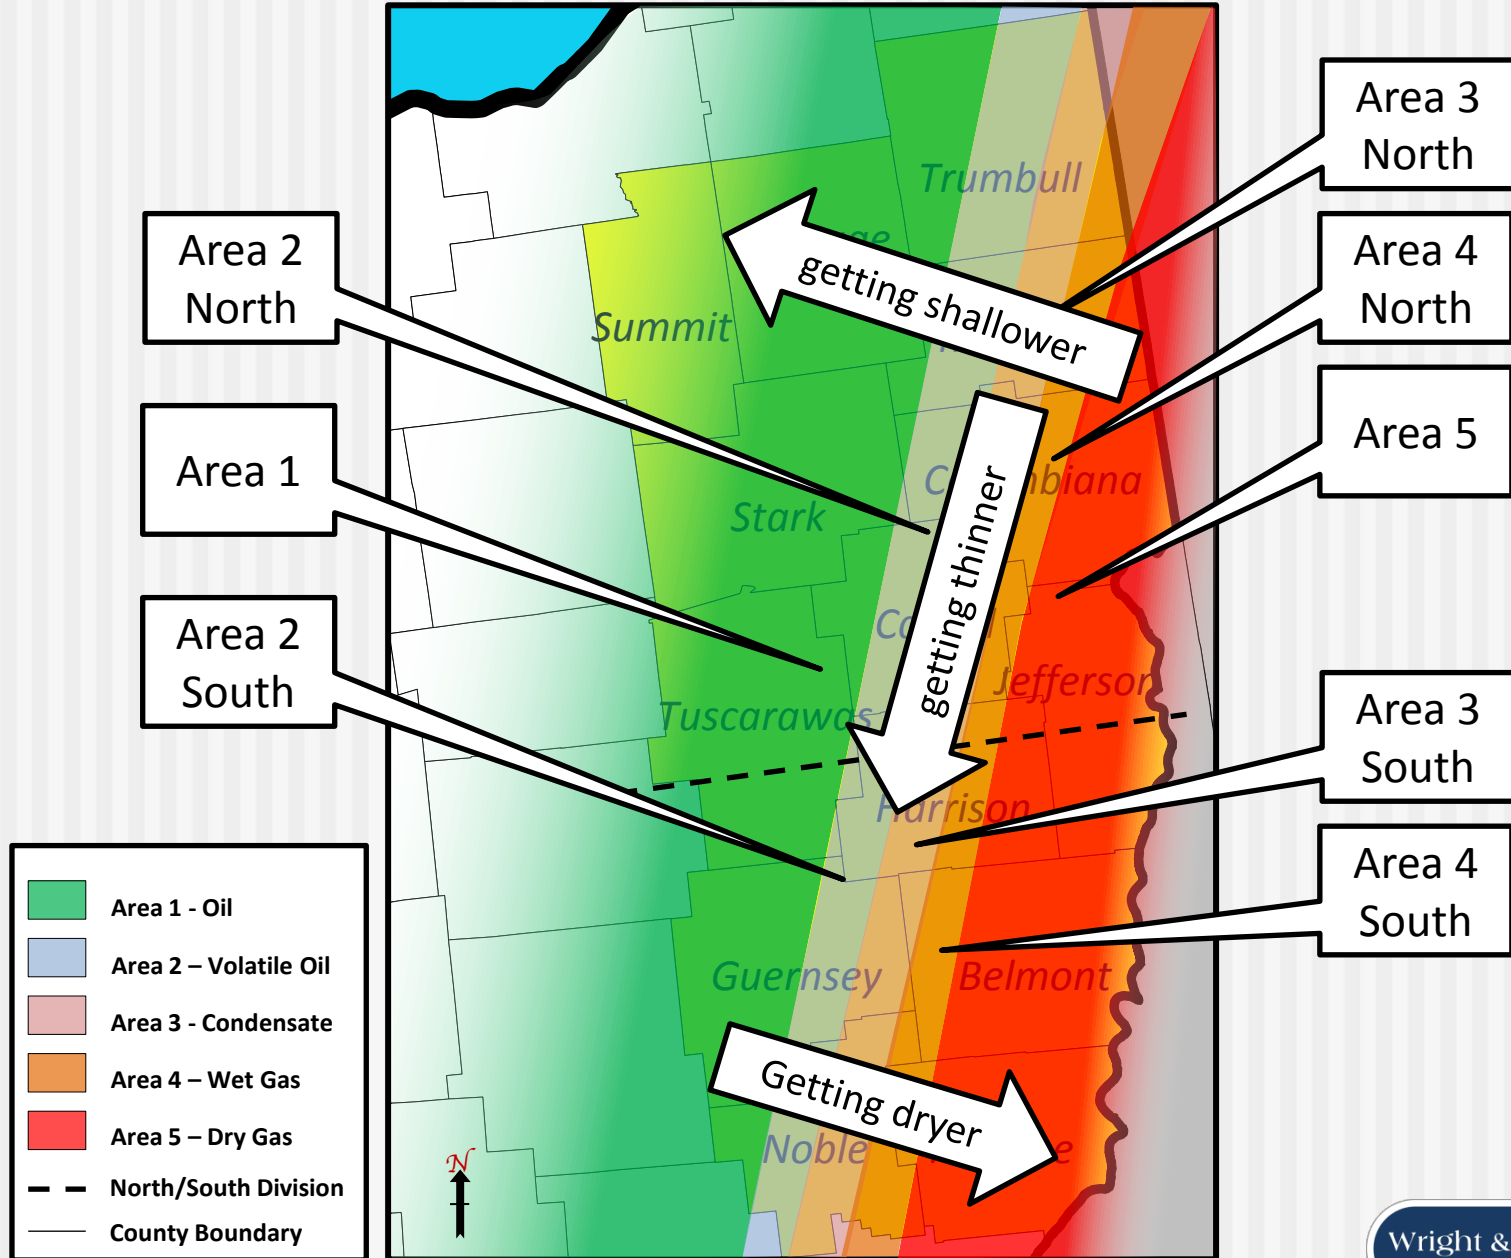 Area 3
North
Area 2
North
Area 4
North
Area 5
Area 1
Area 2
South
Area 3
South
Area 4
South
Trumbull
getting shallower
Summit
Stark
getting thinner
Jefferson
Tuscarawas
Harrison
Guernsey
Belmont
Getting dryer
Noble
N
Area 1 - Oil
Area 2 – Volatile Oil
Area 3 - Condensate
Area 4 – Wet Gas
Area 5 – Dry Gas
North/South Division
County Boundary
Wright &